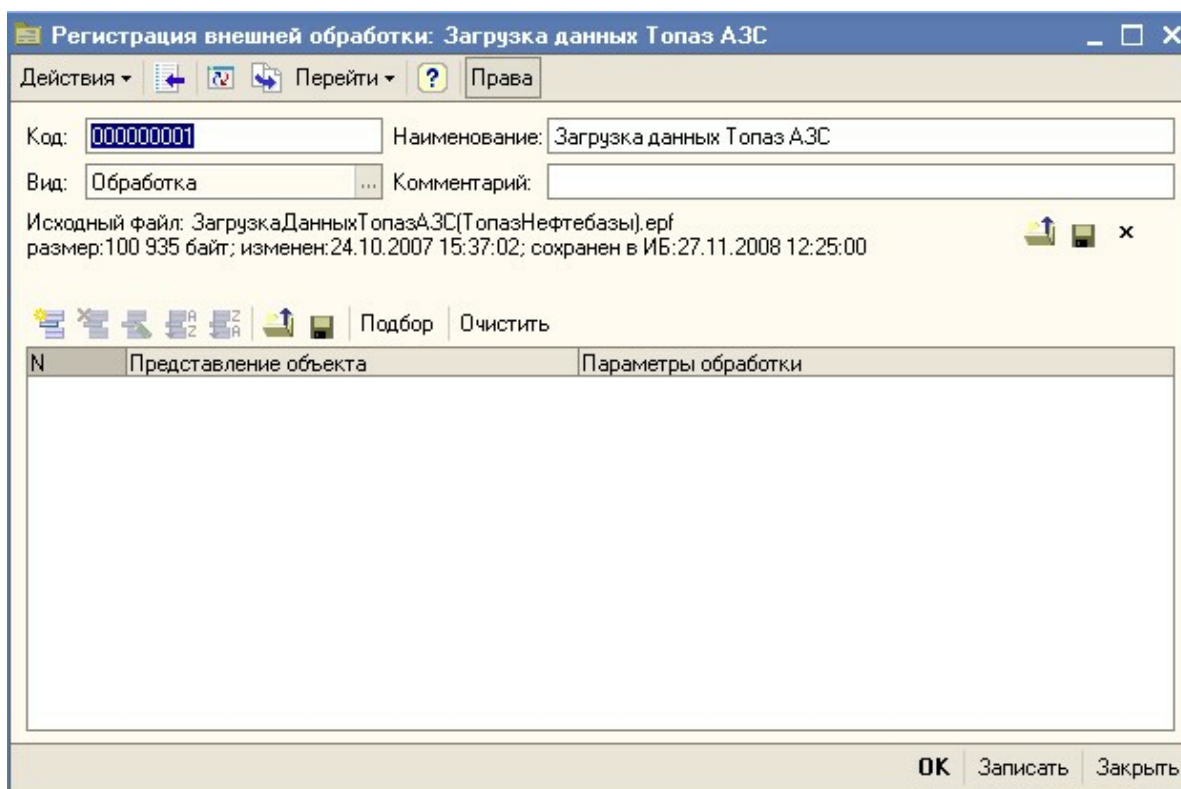 Регистрация внешней обработки: Загрузка данных Топаз АЗС
Действия Перейти ? Права
Код: 000000001 Наименование: Загрузка данных Топаз АЗС
Вид: Обработка ... Комментарий:
Исходный файл: ЗагрузкаДанныхТопазАЗС(ТопазНефтебазы).epf
размер:100 935 байт; изменен:24.10.2007 15:37:02; сохранен в ИБ:27.11.2008 12:25:00
Подбор Очистить
N Представление объекта Параметры обработки
OK Записать Закрыть